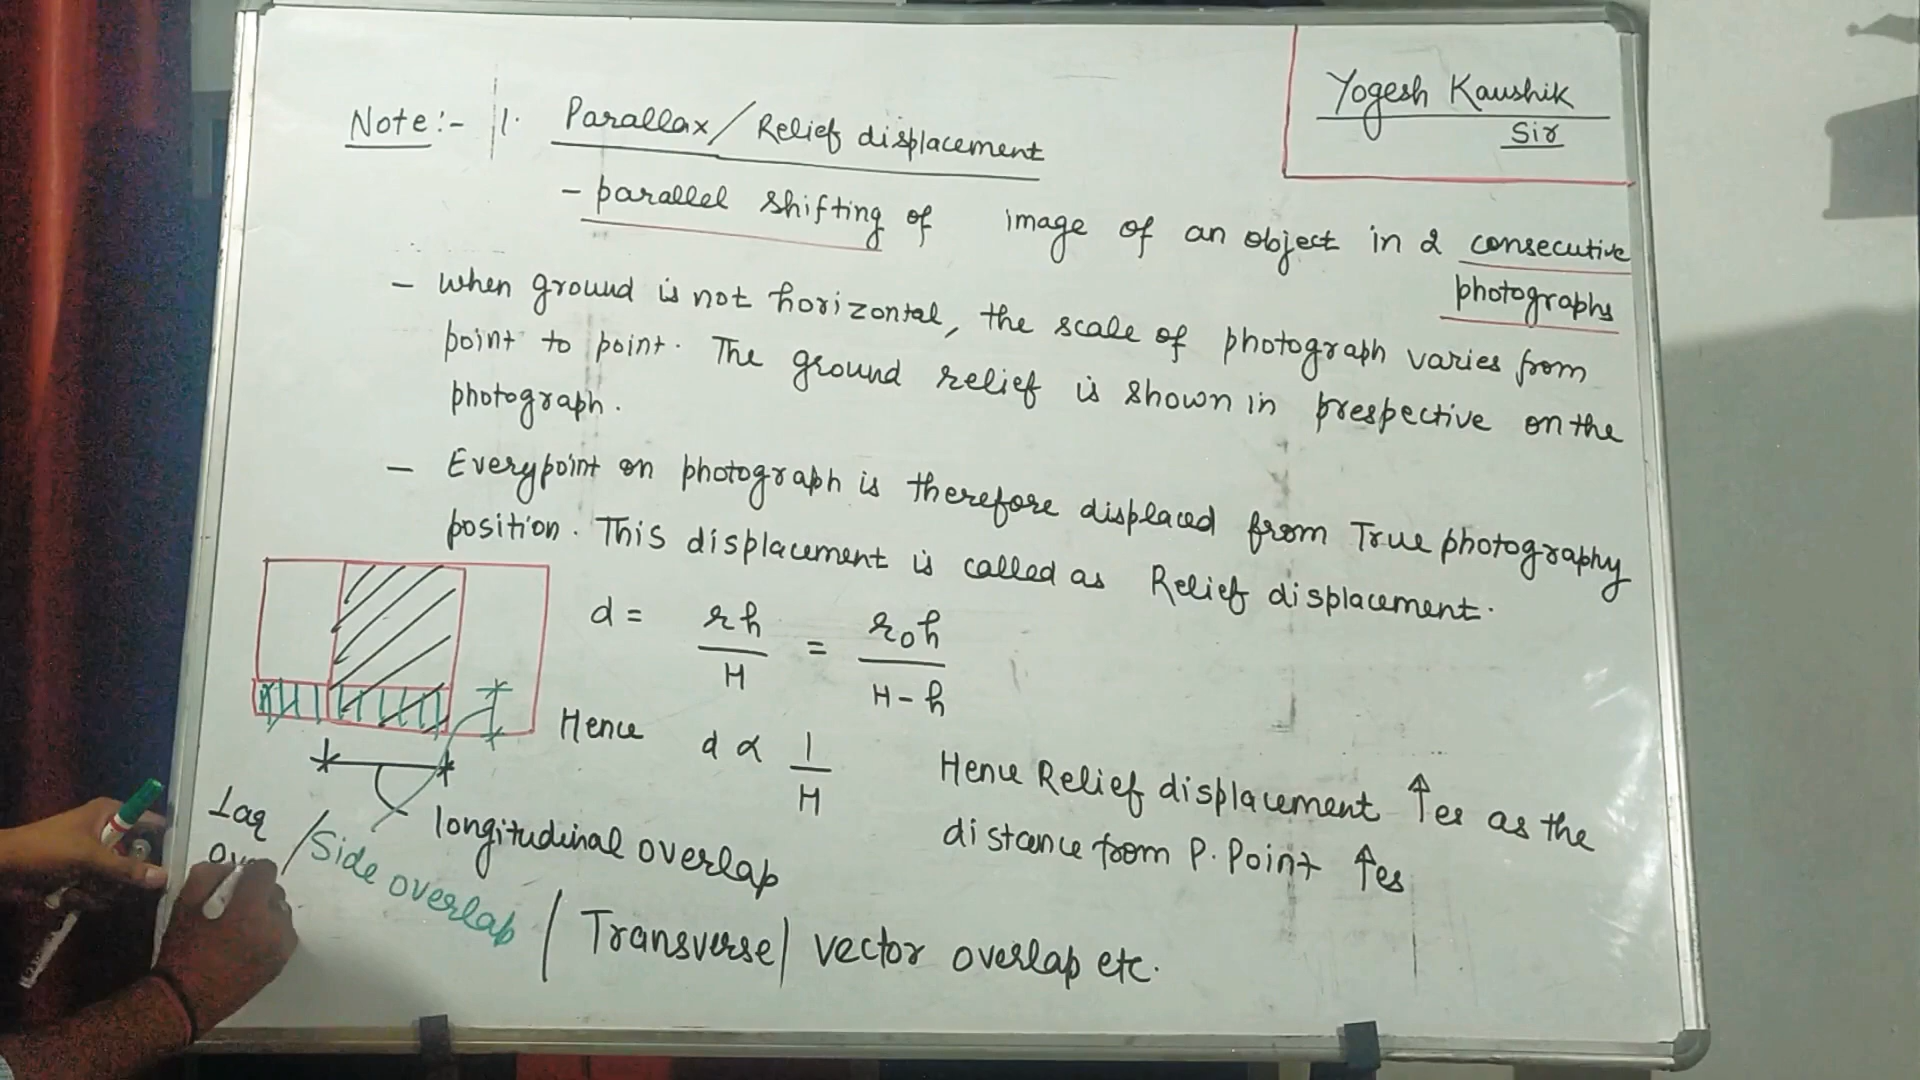 Yogesh Kaushik
Sir
Note:- 1. Parallax/Relief displacement
- parallel shifting of image of an object in 2 consecutive
photographs
- when ground is not horizontal, the scale of photograph varies from
point to point. The ground relief is shown in prespective on the
photograph.
- Everypoint on photograph is therefore displaced from True photography
position. This displacement is called as Relief displacement.
d = rh/H = r₀h/H-h
Hence d ∝ 1/H
Hence Relief displacement ↑es as the
distance from P. Point ↑es
longitudinal overlap
/Side overlap / Transverse/ vector overlap etc.